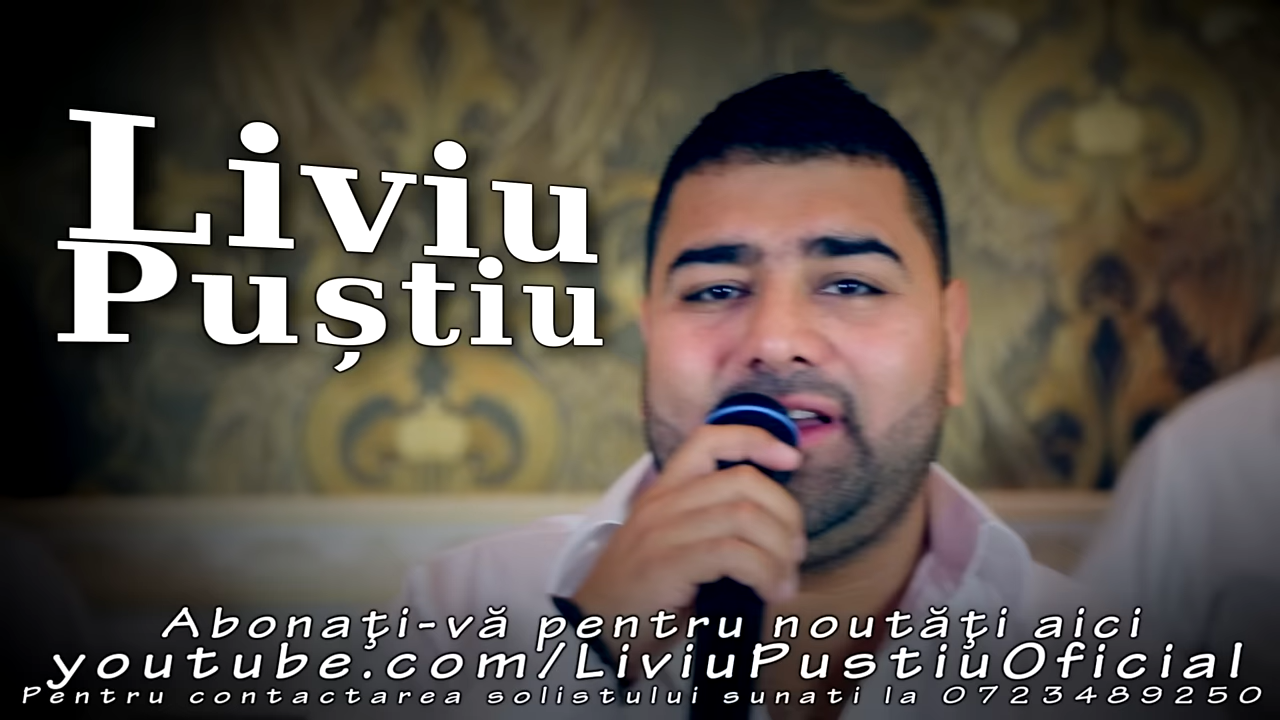 Liviu
Puștiu
Abonaţi-vă pentru noutăţi aici
youtube.com/LiviuPustiuOficial
Pentru contactarea solistului sunati la 0723489250